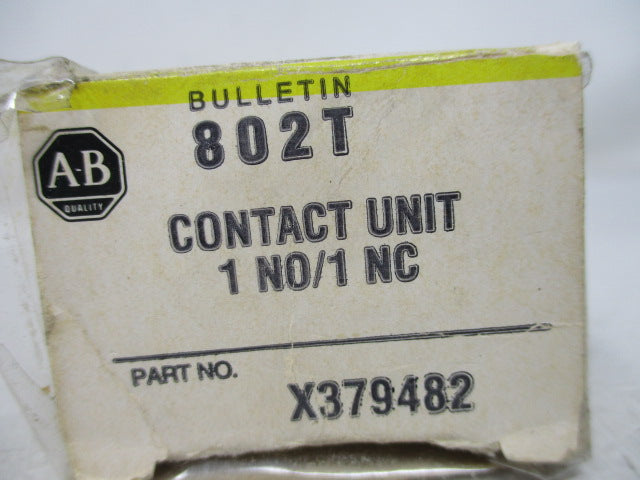 BULLETIN
802T
A-B
QUALITY
CONTACT UNIT
1 NO/1 NC
PART NO.
X379482